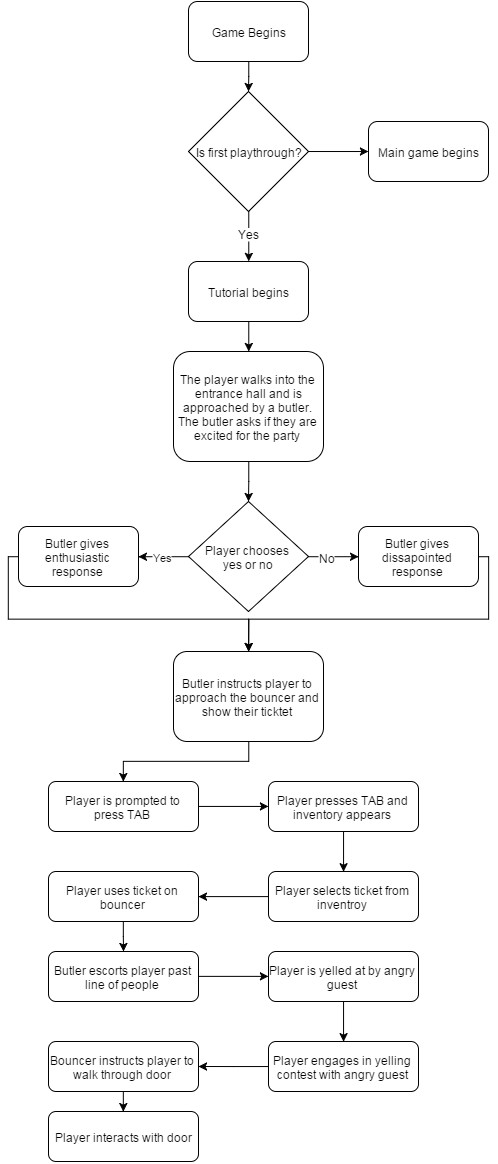 Game Begins
Is first playthrough?
Main game begins
Yes
Tutorial begins
The player walks into the
entrance hall and is
approached by a butler.
The butler asks if they are
excited for the party
Butler gives
enthusiastic
response
Yes
Player chooses
yes or no
No
Butler gives
dissapointed
response
Butler instructs player to
approach the bouncer and
show their ticktet
Player is prompted to
press TAB
Player presses TAB and
inventory appears
Player uses ticket on
bouncer
Player selects ticket from
inventroy
Butler escorts player past
line of people
Player is yelled at by angry
guest
Bouncer instructs player to
walk through door
Player engages in yelling
contest with angry guest
Player interacts with door